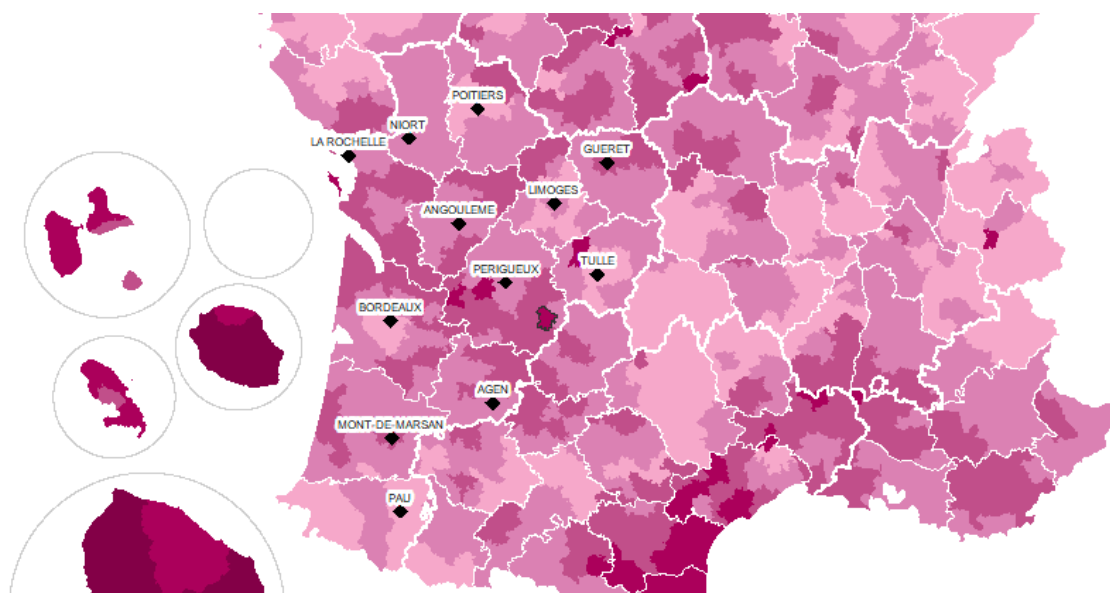 POITIERS
NIORT
LA ROCHELLE
GUERET
LIMOGES
ANGOULEME
TULLE
PERIGUEUX
BORDEAUX
AGEN
MONT-DE-MARSAN
PAU